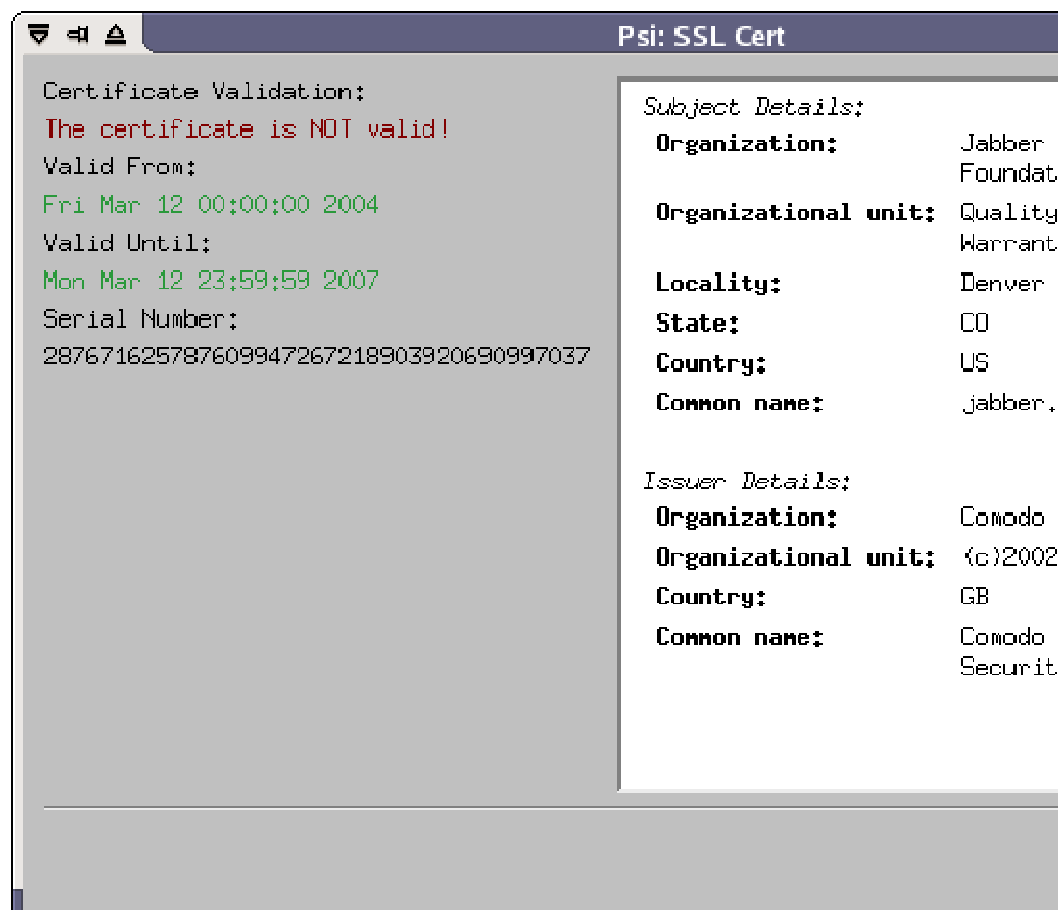 Psi: SSL Cert
Certificate Validation:
The certificate is NOT valid!
Valid From:
Fri Mar 12 00:00:00 2004
Valid Until:
Mon Mar 12 23:59:59 2007
Serial Number:
287671625787609947267218903920690997037
Subject Details:
Organization: Jabber
Foundat
Organizational unit: Quality
Warrant
Locality: Denver
State: CO
Country: US
Common name: jabber.
Issuer Details:
Organization: Comodo
Organizational unit: (c)2002
Country: GB
Common name: Comodo
Securit